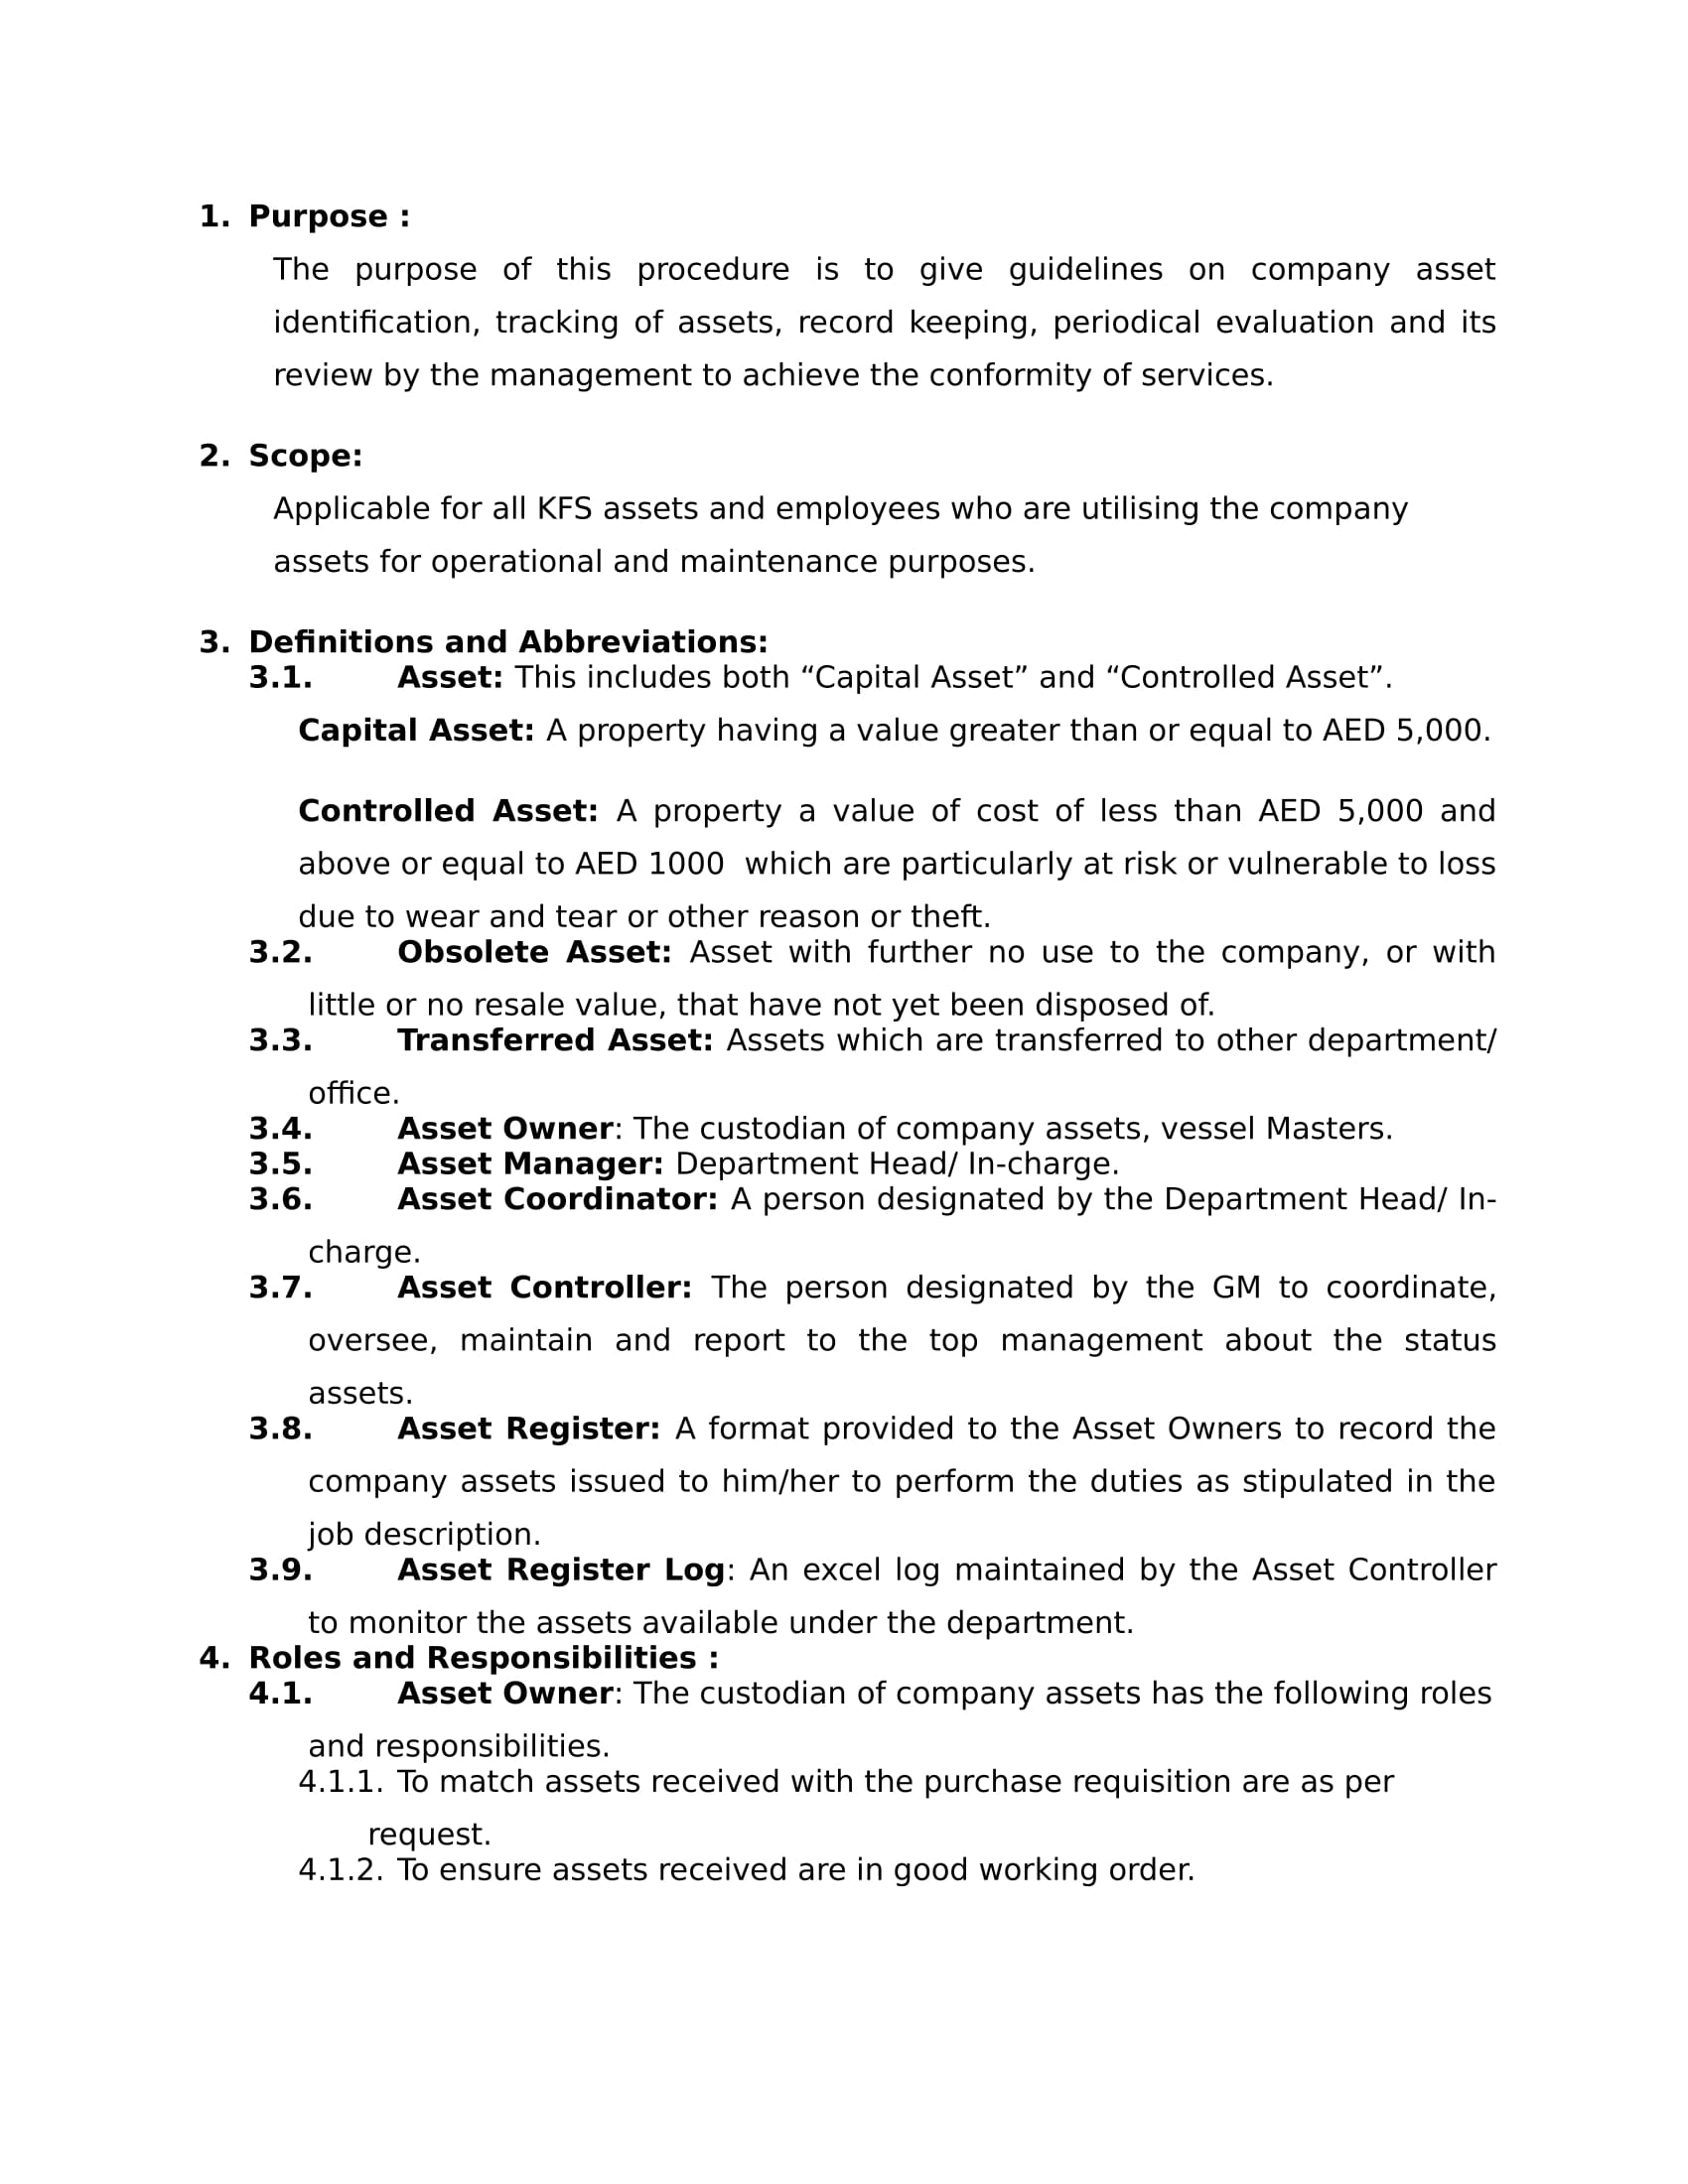 1. Purpose :
The purpose of this procedure is to give guidelines on company asset
identification, tracking of assets, record keeping, periodical evaluation and its
review by the management to achieve the conformity of services.
2. Scope:
Applicable for all KFS assets and employees who are utilising the company
assets for operational and maintenance purposes.
3. Definitions and Abbreviations:
3.1. Asset: This includes both “Capital Asset” and “Controlled Asset”.
Capital Asset: A property having a value greater than or equal to AED 5,000.
Controlled Asset: A property a value of cost of less than AED 5,000 and
above or equal to AED 1000  which are particularly at risk or vulnerable to loss
due to wear and tear or other reason or theft.
3.2. Obsolete Asset: Asset with further no use to the company, or with
little or no resale value, that have not yet been disposed of.
3.3. Transferred Asset: Assets which are transferred to other department/
office.
3.4. Asset Owner: The custodian of company assets, vessel Masters.
3.5. Asset Manager: Department Head/ In-charge.
3.6. Asset Coordinator: A person designated by the Department Head/ In-
charge.
3.7. Asset Controller: The person designated by the GM to coordinate,
oversee, maintain and report to the top management about the status
assets.
3.8. Asset Register: A format provided to the Asset Owners to record the
company assets issued to him/her to perform the duties as stipulated in the
job description.
3.9. Asset Register Log: An excel log maintained by the Asset Controller
to monitor the assets available under the department.
4. Roles and Responsibilities :
4.1. Asset Owner: The custodian of company assets has the following roles
and responsibilities.
4.1.1. To match assets received with the purchase requisition are as per
request.
4.1.2. To ensure assets received are in good working order.